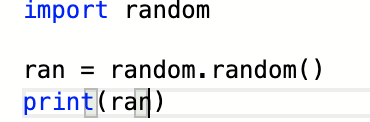 import random
ran = random.random()
print(ran)